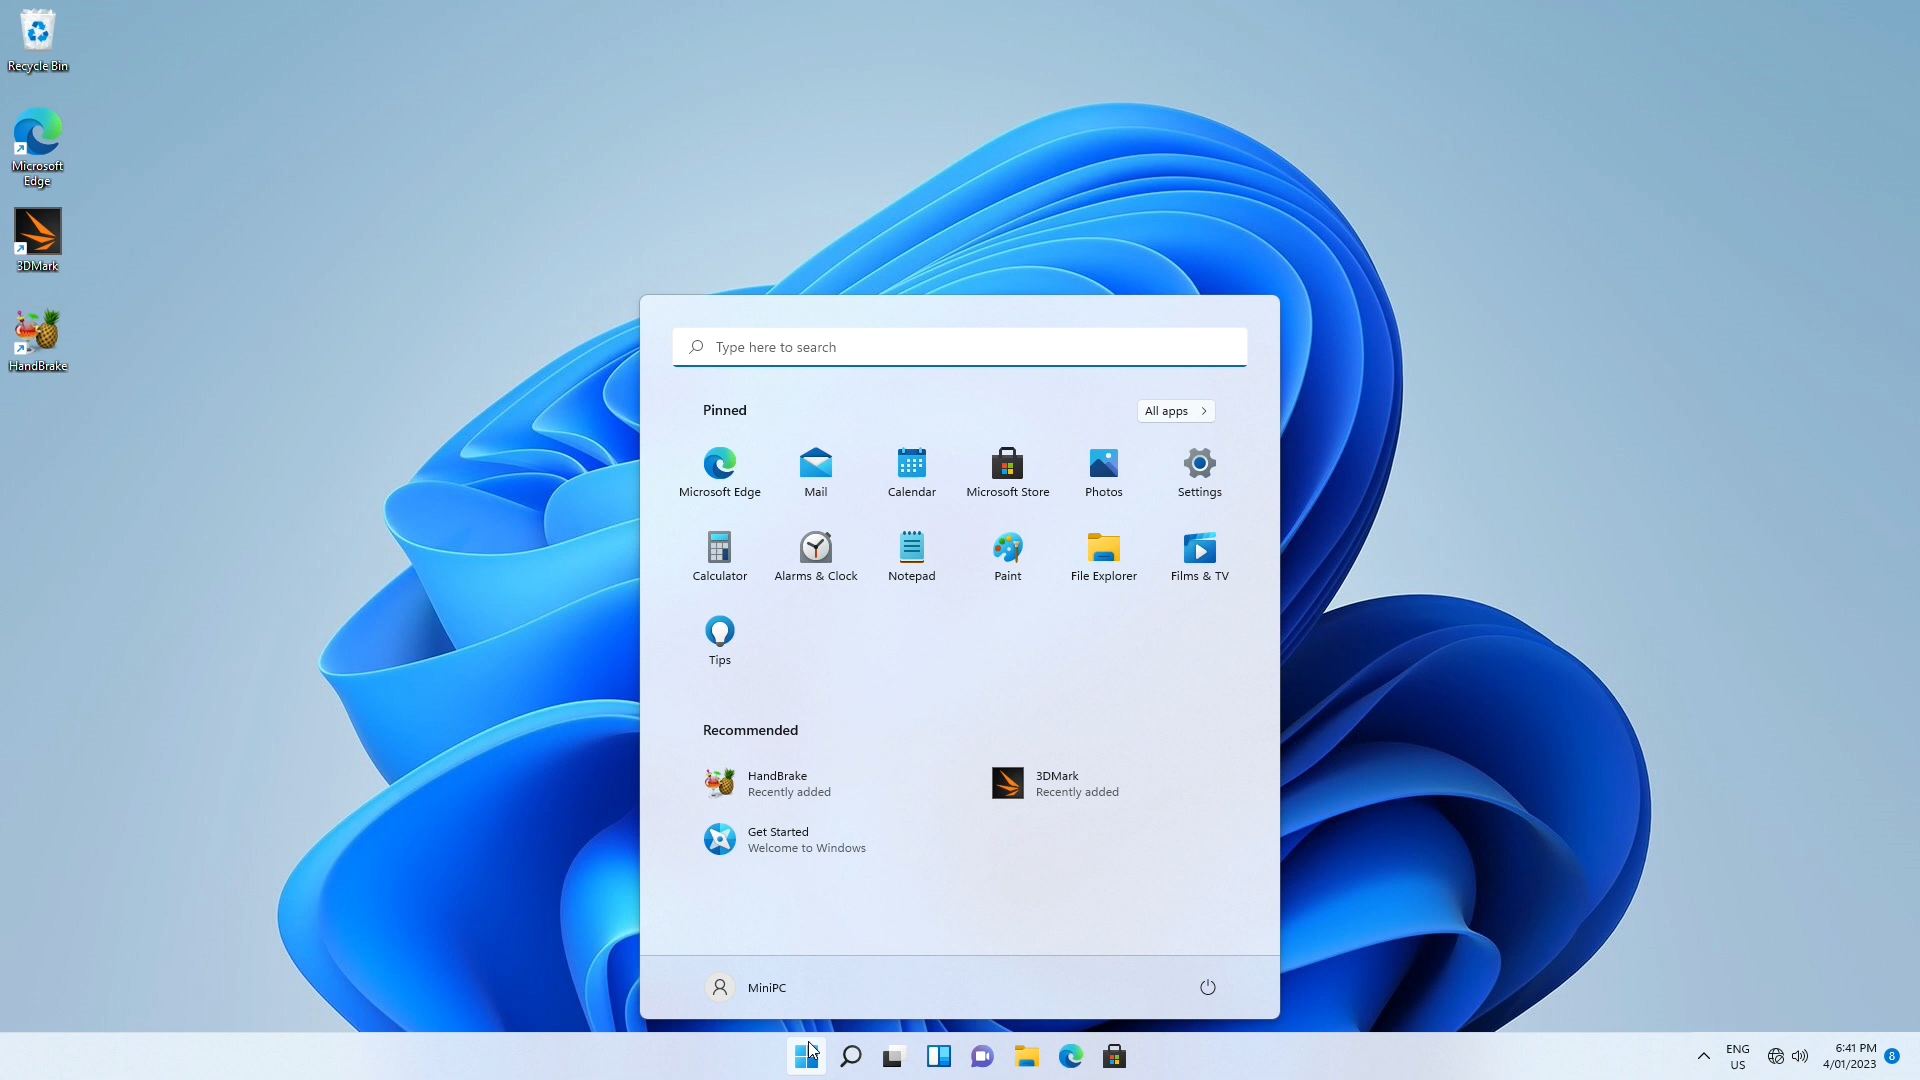 Recycle Bin
Microsoft
Edge
3DMark
HandBrake
Type here to search
Pinned
All apps
Microsoft Edge
Mail
Calendar
Microsoft Store
Photos
Settings
Calculator
Alarms & Clock
Notepad
Paint
File Explorer
Films & TV
Tips
Recommended
HandBrake
Recently added
3DMark
Recently added
Get Started
Welcome to Windows
MiniPC
ENG
US
6:41 PM
4/01/2023
8